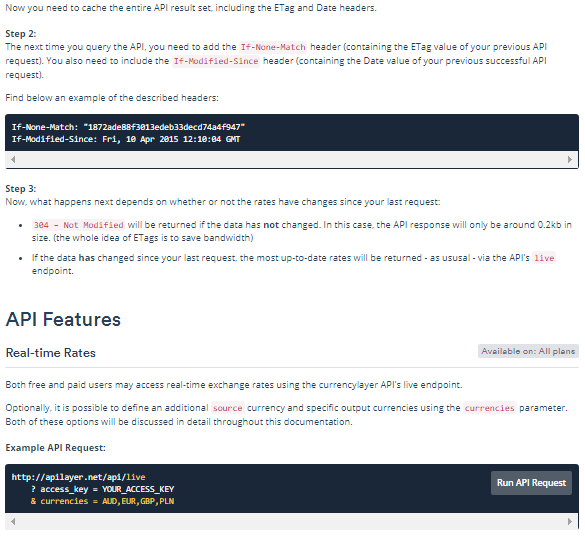 Now you need to cache the entire API result set, including the ETag and Date headers.
Step 2:
The next time you query the API, you need to add the If-None-Match header (containing the ETag value of your previous API
request). You also need to include the If-Modified-Since header (containing the Date value of your previous successful API
request).
Find below an example of the described headers:
If-None-Match: "1872ade88f3013edeb33decd74a4f947"
If-Modified-Since: Fri, 10 Apr 2015 12:10:04 GMT
Step 3:
Now, what happens next depends on whether or not the rates have changes since your last request:
• 304 - Not Modified will be returned if the data has not changed. In this case, the API response will only be around 0.2kb in
size. (the whole idea of ETags is to save bandwidth)
• If the data has changed since your last request, the most up-to-date rates will be returned - as ususal - via the API's live
endpoint.
API Features
Real-time Rates
Available on: All plans
Both free and paid users may access real-time exchange rates using the currencylayer API's live endpoint.
Optionally, it is possible to define an additional source currency and specific output currencies using the currencies parameter.
Both of these options will be discussed in detail throughout this documentation.
Example API Request:
http://apilayer.net/api/live
? access_key = YOUR_ACCESS_KEY
& currencies = AUD,EUR,GBP,PLN
Run API Request